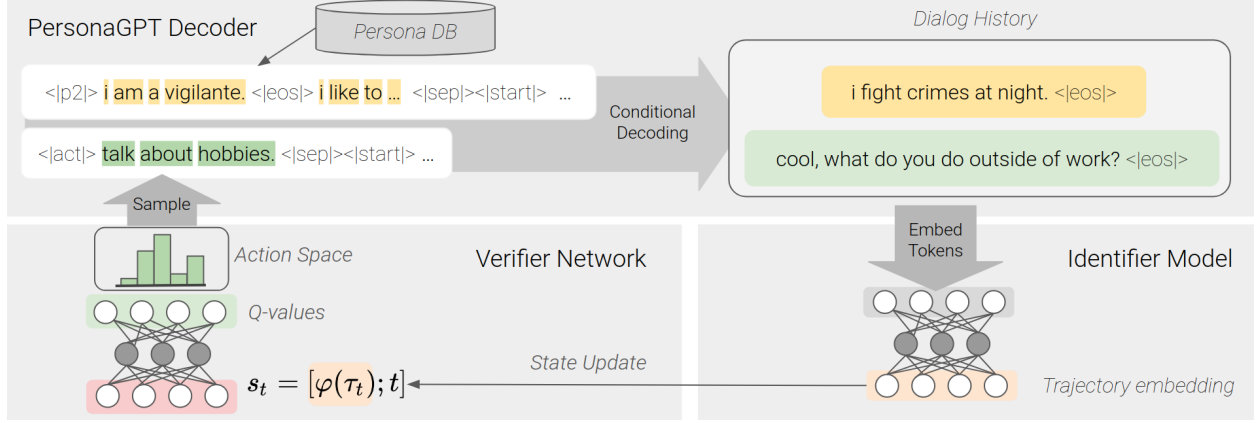 PersonaGPT Decoder
Persona DB
Dialog History
<|p2|> i am a vigilante. <|eos|> i like to ... <|sep|><|start|> ...
<|act|> talk about hobbies. <|sep|><|start|> ...
Conditional
Decoding
i fight crimes at night. <|eos|>
cool, what do you do outside of work? <|eos|>
Sample
Embed
Tokens
Action Space
Verifier Network
Identifier Model
Q-values
State Update
s_t = [φ(τ_t); t]
Trajectory embedding